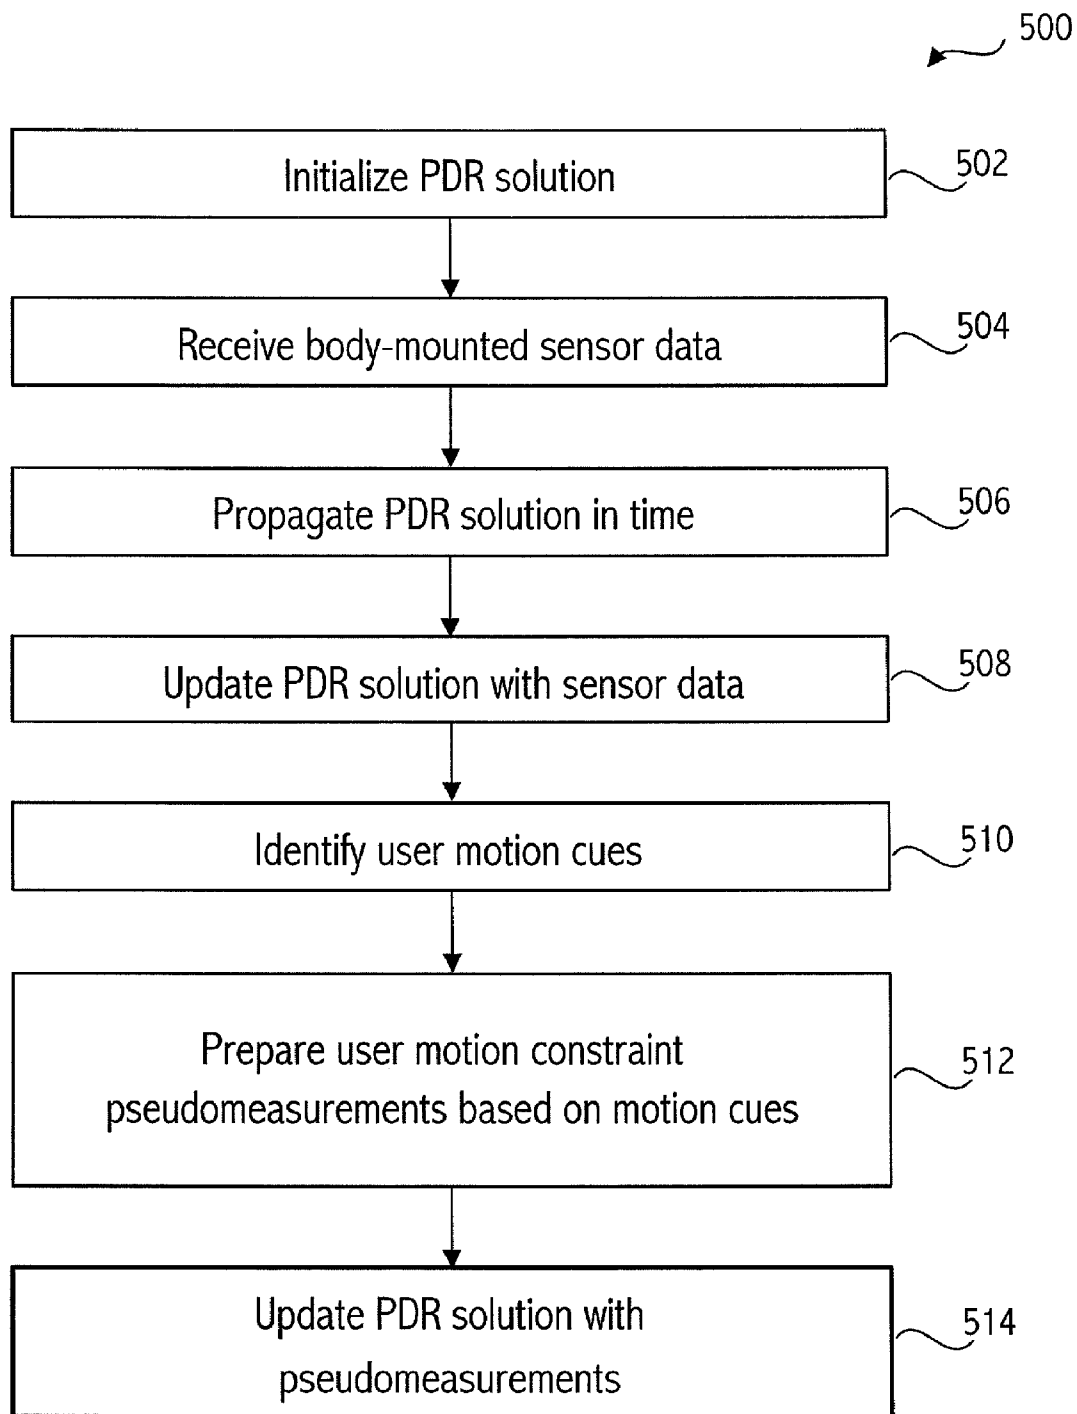 500
Initialize PDR solution
502
Receive body-mounted sensor data
504
Propagate PDR solution in time
506
Update PDR solution with sensor data
508
Identify user motion cues
510
Prepare user motion constraint
pseudomeasurements based on motion cues
512
Update PDR solution with
pseudomeasurements
514